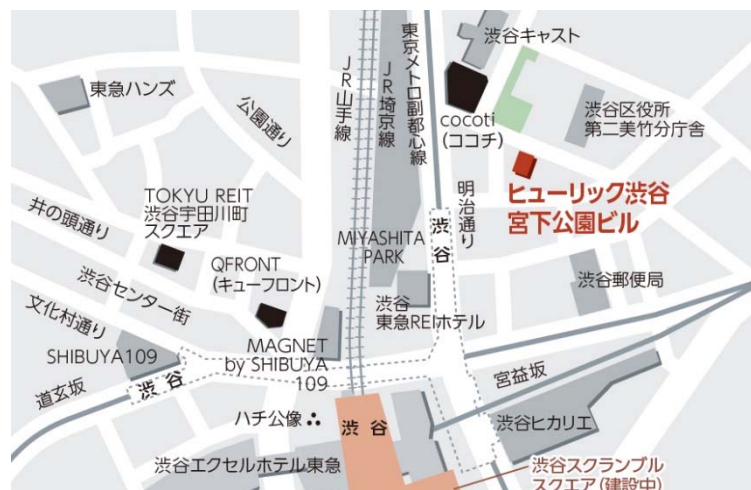 渋谷キャスト
東急ハンズ
公園通り
JR山手線
JR埼京線
東京メトロ副都心線
cocoti
(ココチ)
渋谷区役所
第二美竹分庁舎
ヒューリック渋谷
宮下公園ビル
明治通り
渋谷
TOKYU REIT
渋谷宇田川町
スクエア
井の頭通り
MIYASHITA
PARK
QFRONT
(キューフロント)
渋谷センター街
文化村通り
渋谷
東急REIホテル
渋谷郵便局
SHIBUYA109
MAGNET
by SHIBUYA
109
道玄坂
渋谷
宮益坂
ハチ公像
渋谷
渋谷ヒカリエ
渋谷エクセルホテル東急
渋谷スクランブル
スクエア(建設中)